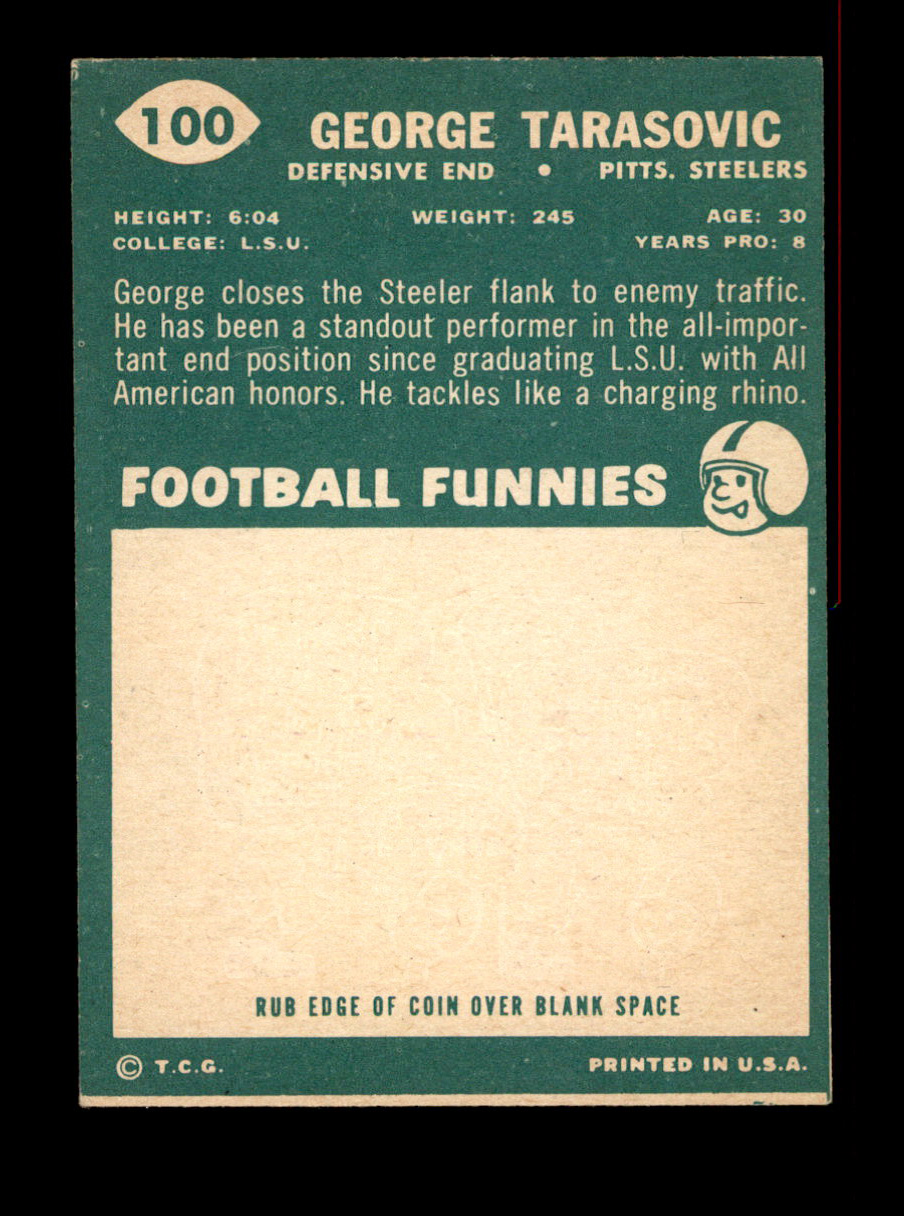 100
GEORGE TARASOVIC
DEFENSIVE END • PITTS. STEELERS
HEIGHT: 6:04 WEIGHT: 245 AGE: 30
COLLEGE: L.S.U. YEARS PRO: 8
George closes the Steeler flank to enemy traffic.
He has been a standout performer in the all-impor-
tant end position since graduating L.S.U. with All
American honors. He tackles like a charging rhino.
FOOTBALL FUNNIES
RUB EDGE OF COIN OVER BLANK SPACE
© T.C.G. PRINTED IN U.S.A.